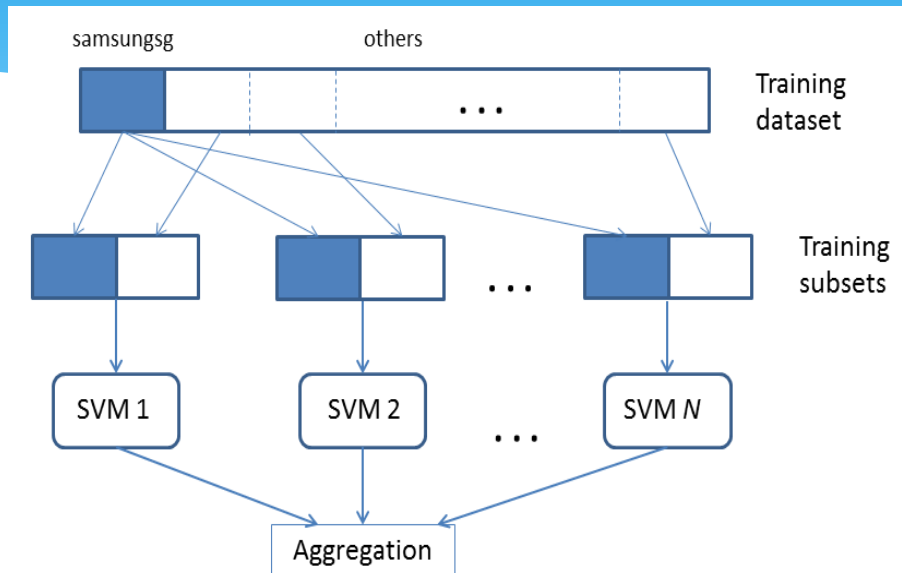 samsungsg others
Training
dataset
...
Training
subsets
...
SVM 1 SVM 2 SVM N
...
Aggregation